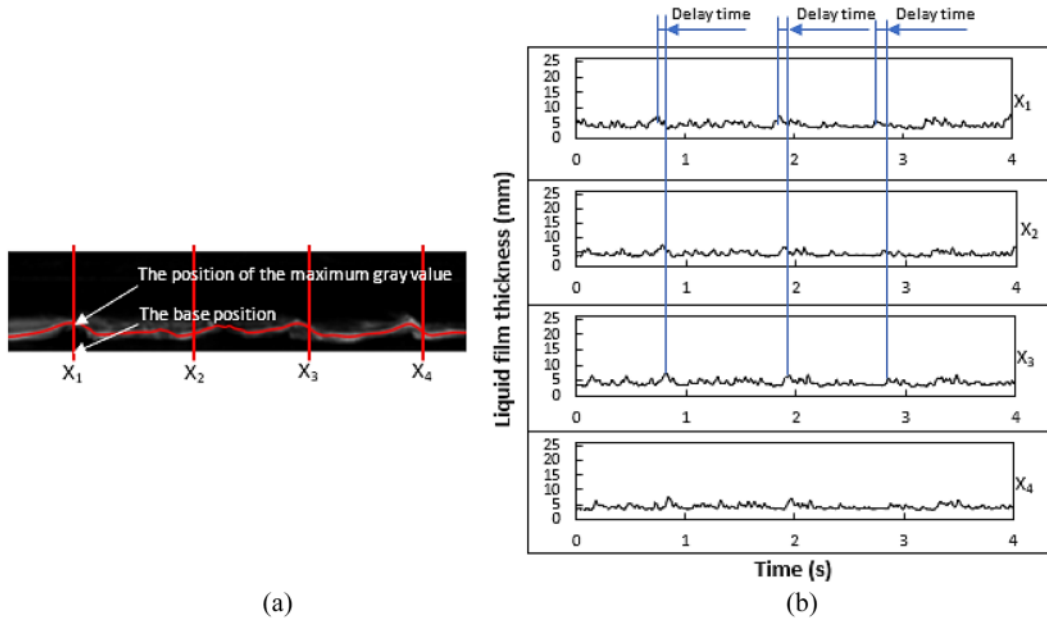 The position of the maximum gray value
The base position
X1 X2 X3 X4
(a)
Delay time Delay time Delay time
Liquid film thickness (mm)
25
20
15
10
5
0
0 1 2 3 4
X1
25
20
15
10
5
0
0 1 2 3 4
X2
25
20
15
10
5
0
0 1 2 3 4
X3
25
20
15
10
5
0
0 1 2 3 4
X4
Time (s)
(b)